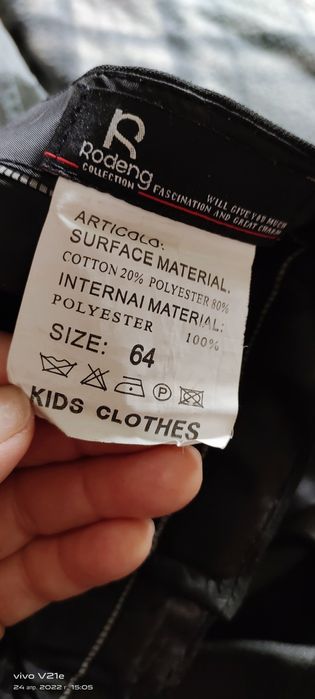 R
Rodeng
COLLECTION
FASCINATION AND GREAT CHARM
WILL GIVE YOU MUCH
ARTICALA:
SURFACE MATERIAL.
COTTON 20% POLYESTER 80%
INTERNAI MATERIAL:
POLYESTER 100%
SIZE: 64
P
KIDS CLOTHES
vivo V21e
24 апр. 2022 г. 15:05